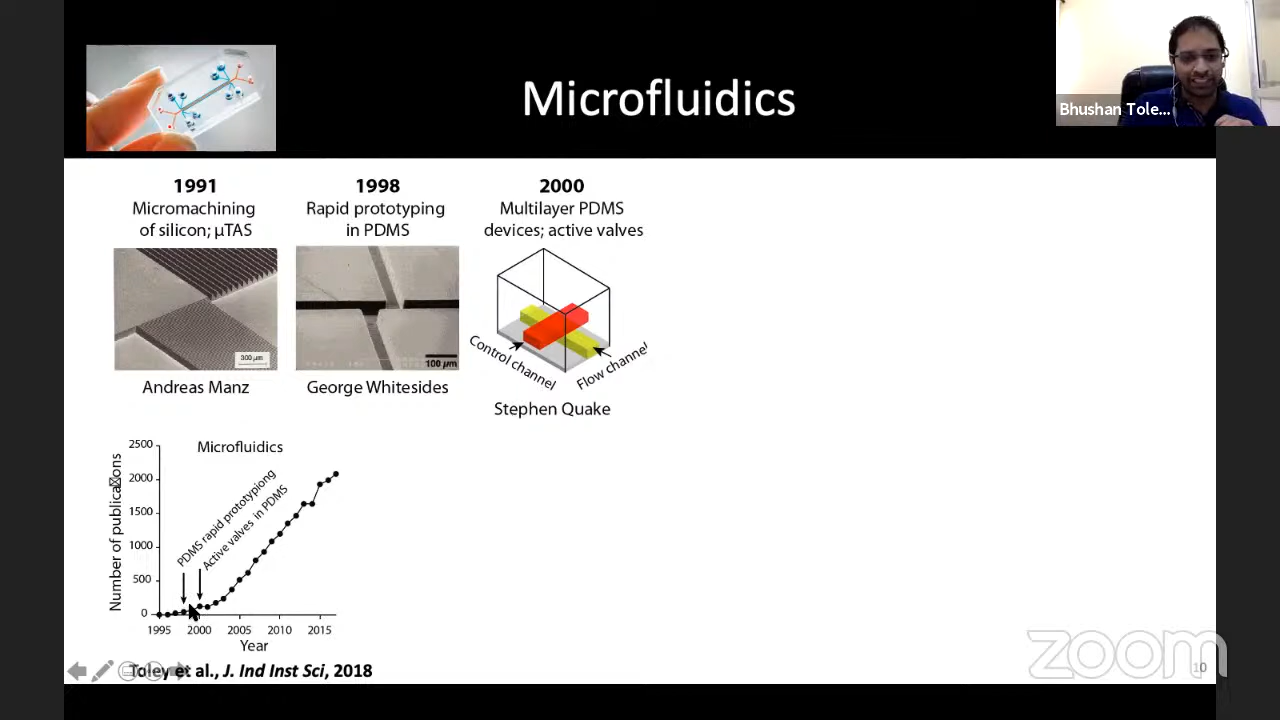 Microfluidics
Bhushan Tole...
1991
Micromachining
of silicon; µTAS
300 µm
Andreas Manz
1998
Rapid prototyping
in PDMS
100 µm
George Whitesides
2000
Multilayer PDMS
devices; active valves
Control channel
Flow channel
Stephen Quake
Microfluidics
Number of publications
2500
2000
1500
1000
500
0
PDMS rapid prototypiong
Active valves in PDMS
1995 2000 2005 2010 2015
Year
Toley et al., J. Ind Inst Sci, 2018
zoom
10